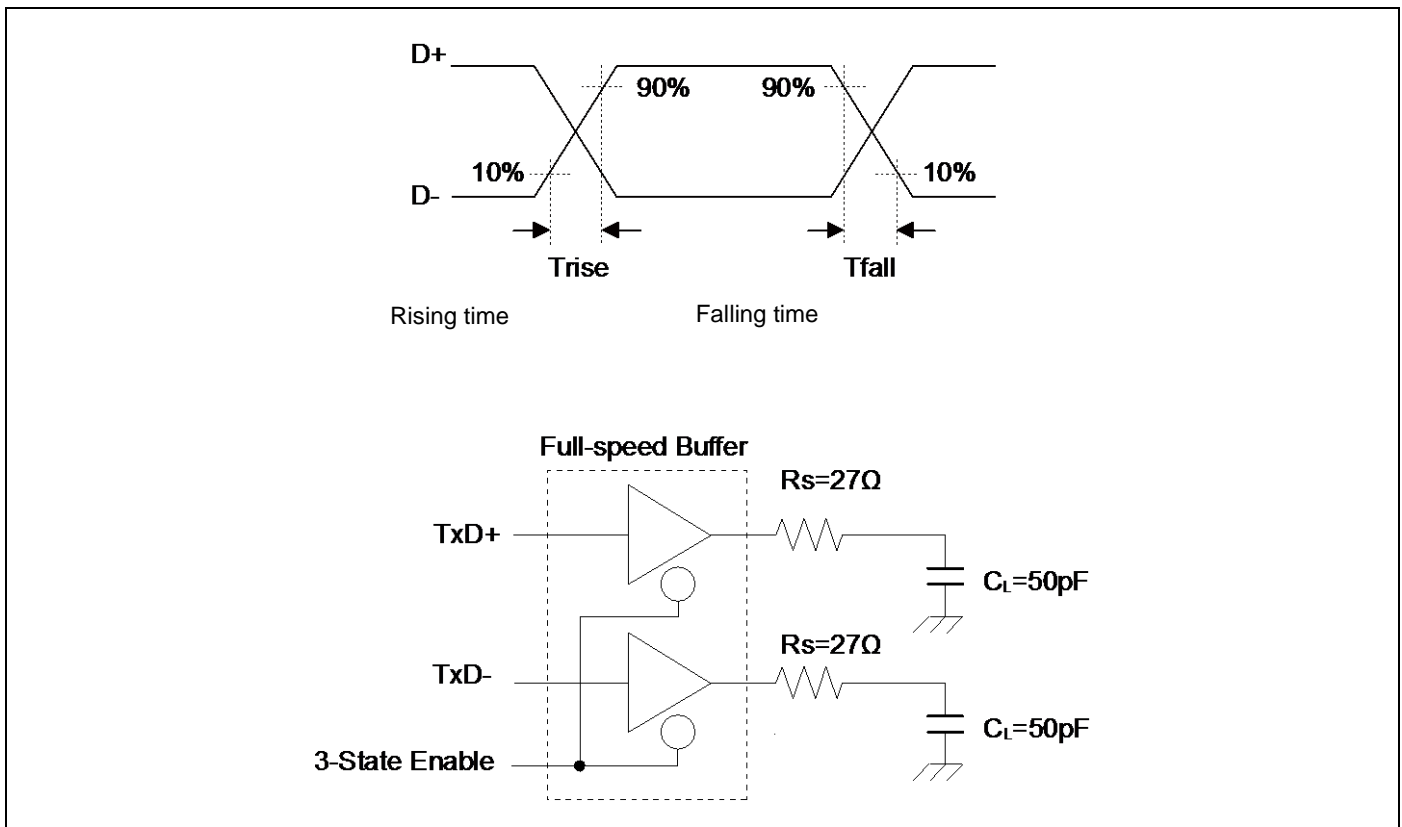 D+
90% 90%
10% 10%
D-
Trise Tfall
Rising time Falling time
Full-speed Buffer
Rs=27Ω
TxD+
CL=50pF
Rs=27Ω
TxD-
CL=50pF
3-State Enable